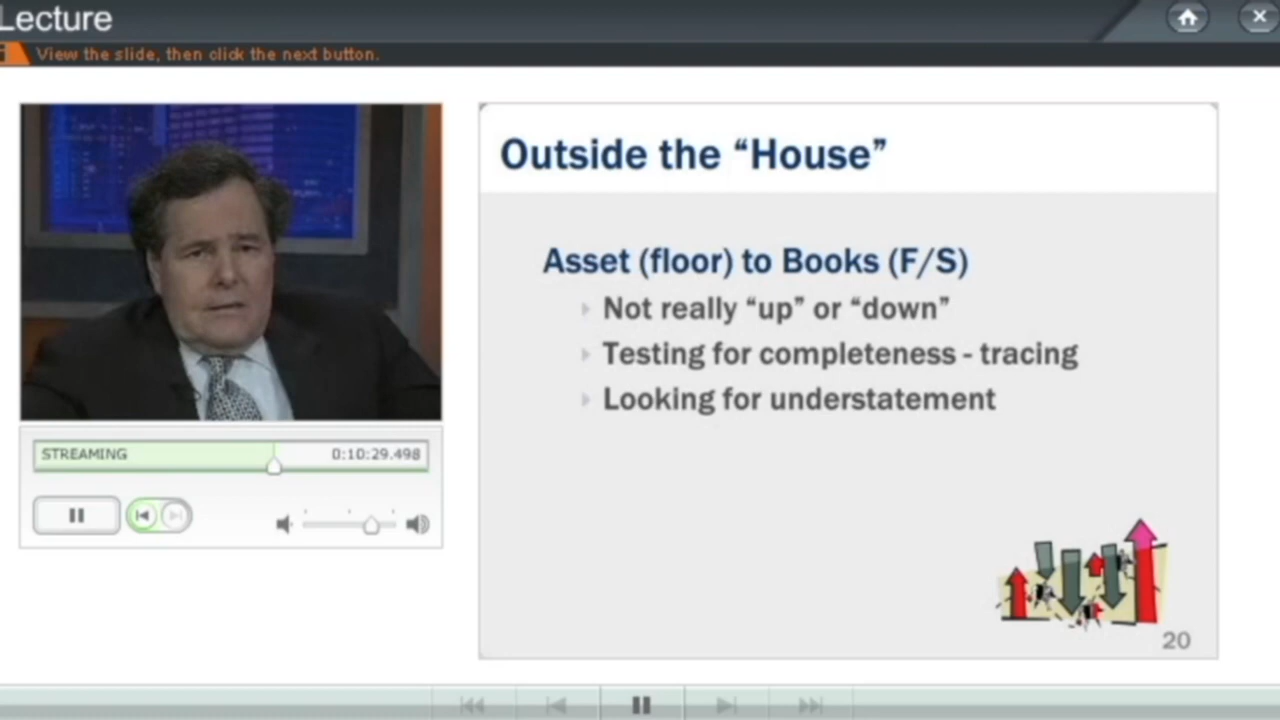 Lecture
View the slide, then click the next button.
Outside the “House”
Asset (floor) to Books (F/S)
Not really “up” or “down”
Testing for completeness - tracing
Looking for understatement
STREAMING 0:10:29.498
20